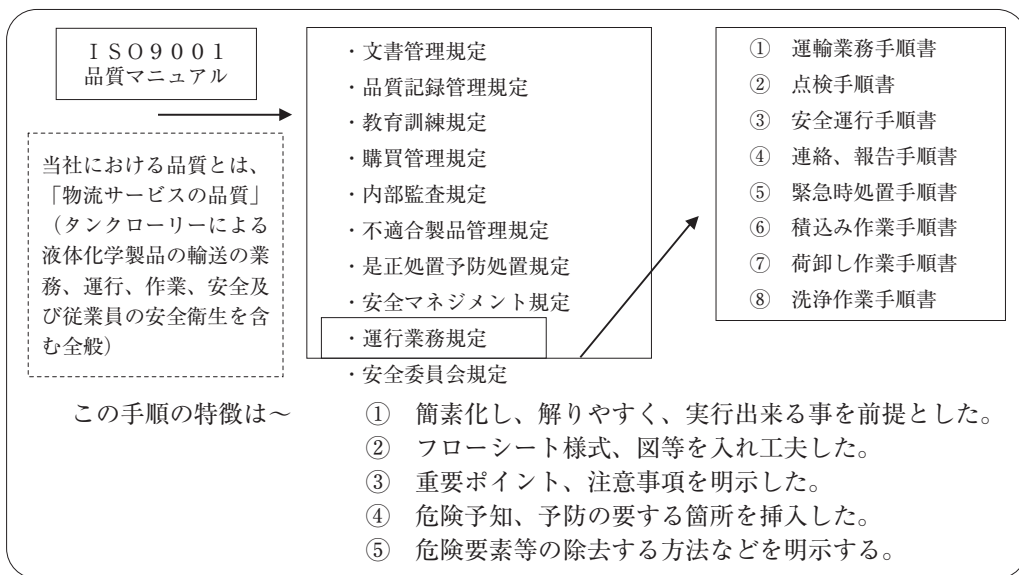 ＩＳＯ９００１
品質マニュアル
当社における品質とは、
「物流サービスの品質」
（タンクローリーによる
液体化学製品の輸送の業
務、運行、作業、安全及
び従業員の安全衛生を含
む全般）
・文書管理規定
・品質記録管理規定
・教育訓練規定
・購買管理規定
・内部監査規定
・不適合製品管理規定
・是正処置予防処置規定
・安全マネジメント規定
・運行業務規定
・安全委員会規定
① 運輸業務手順書
② 点検手順書
③ 安全運行手順書
④ 連絡、報告手順書
⑤ 緊急時処置手順書
⑥ 積込み作業手順書
⑦ 荷卸し作業手順書
⑧ 洗浄作業手順書
この手順の特徴は～
① 簡素化し、解りやすく、実行出来る事を前提とした。
② フローシート様式、図等を入れ工夫した。
③ 重要ポイント、注意事項を明示した。
④ 危険予知、予防の要する箇所を挿入した。
⑤ 危険要素等の除去する方法などを明示する。